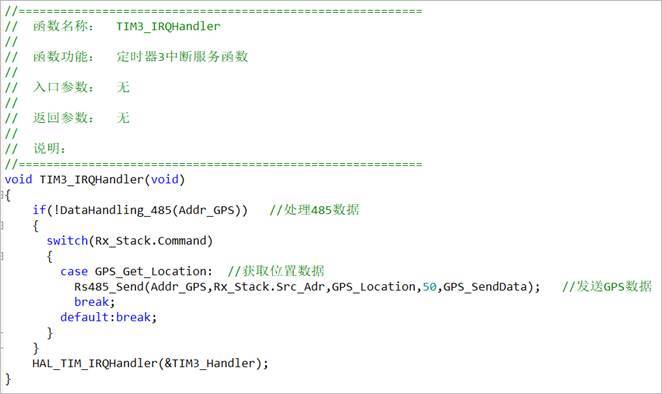 //==========================================================
//  函数名称：  TIM3_IRQHandler
//
//  函数功能：  定时器3中断服务函数
//
//  入口参数：  无
//
//  返回参数：  无
//
//  说明：
//==========================================================
void TIM3_IRQHandler(void)
{
    if(!DataHandling_485(Addr_GPS))   //处理485数据
    {
      switch(Rx_Stack.Command)
      {
        case GPS_Get_Location:  //获取位置数据
          Rs485_Send(Addr_GPS,Rx_Stack.Src_Adr,GPS_Location,50,GPS_SendData);   //发送GPS数据
          break;
        default:break;
      }
    }
    HAL_TIM_IRQHandler(&TIM3_Handler);
}